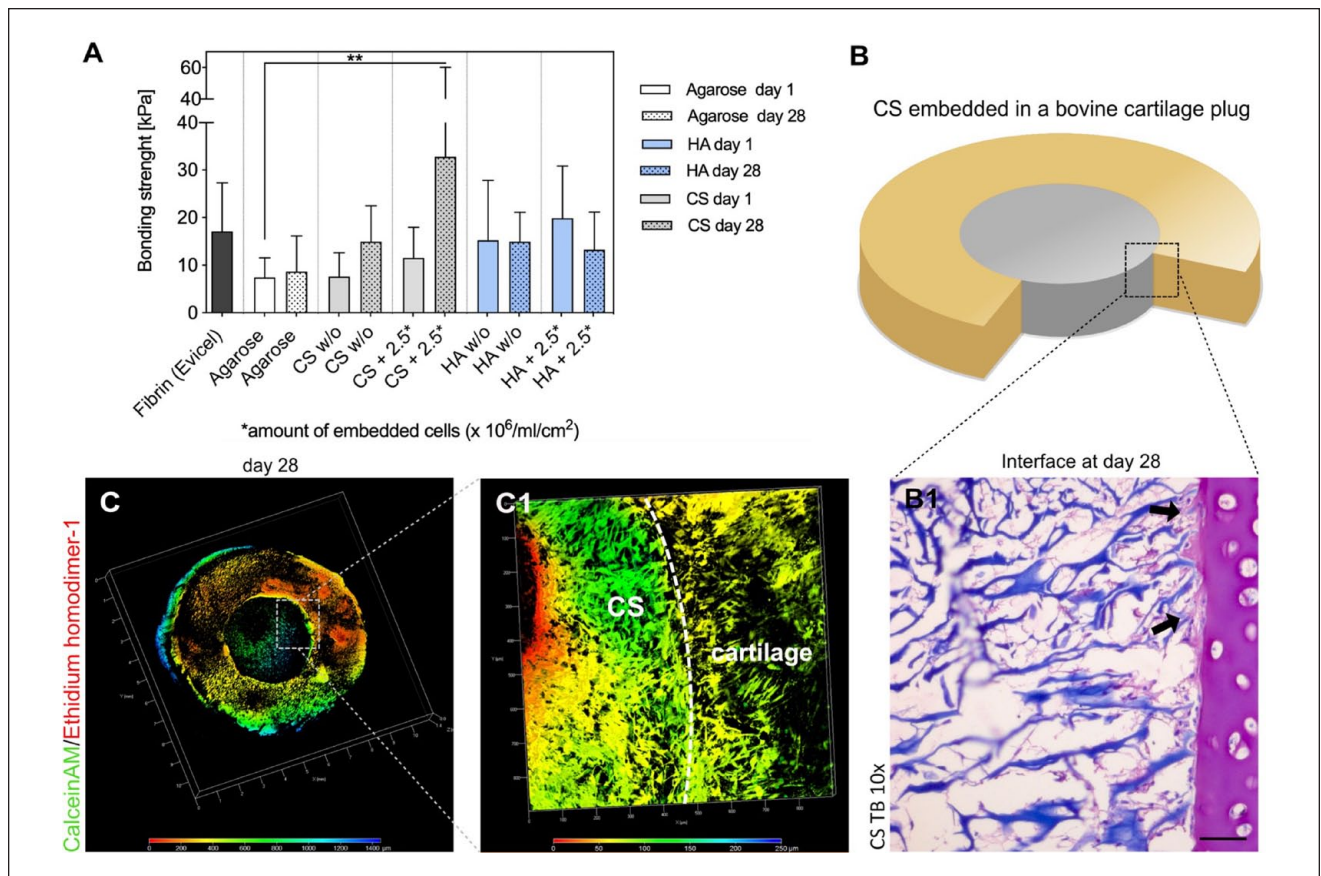 A
**
60
40
40
30
20
10
0
Bonding strenght [kPa]
Fibrin (Evicel)
Agarose
Agarose
CS w/o
CS w/o
CS + 2.5*
CS + 2.5*
HA w/o
HA w/o
HA + 2.5*
HA + 2.5*
*amount of embedded cells (x 10⁶/ml/cm²)
Agarose day 1
Agarose day 28
HA day 1
HA day 28
CS day 1
CS day 28
B
CS embedded in a bovine cartilage plug
Interface at day 28
B1
CS TB 10x
day 28
C
CalceinAM/Ethidium homodimer-1
0 200 400 600 800 1000 1200 1400 µm
C1
CS
cartilage
0 50 100 150 200 250 µm